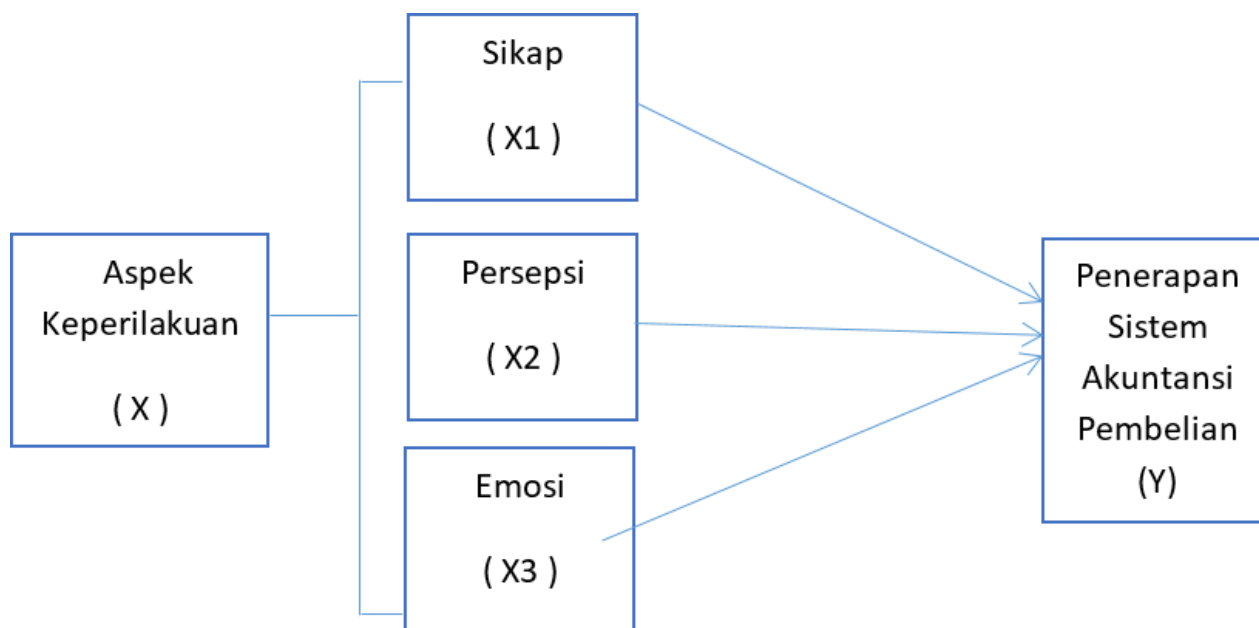 Aspek
Keperilakuan
( X )
Sikap
( X1 )
Persepsi
( X2 )
Emosi
( X3 )
Penerapan
Sistem
Akuntansi
Pembelian
(Y)